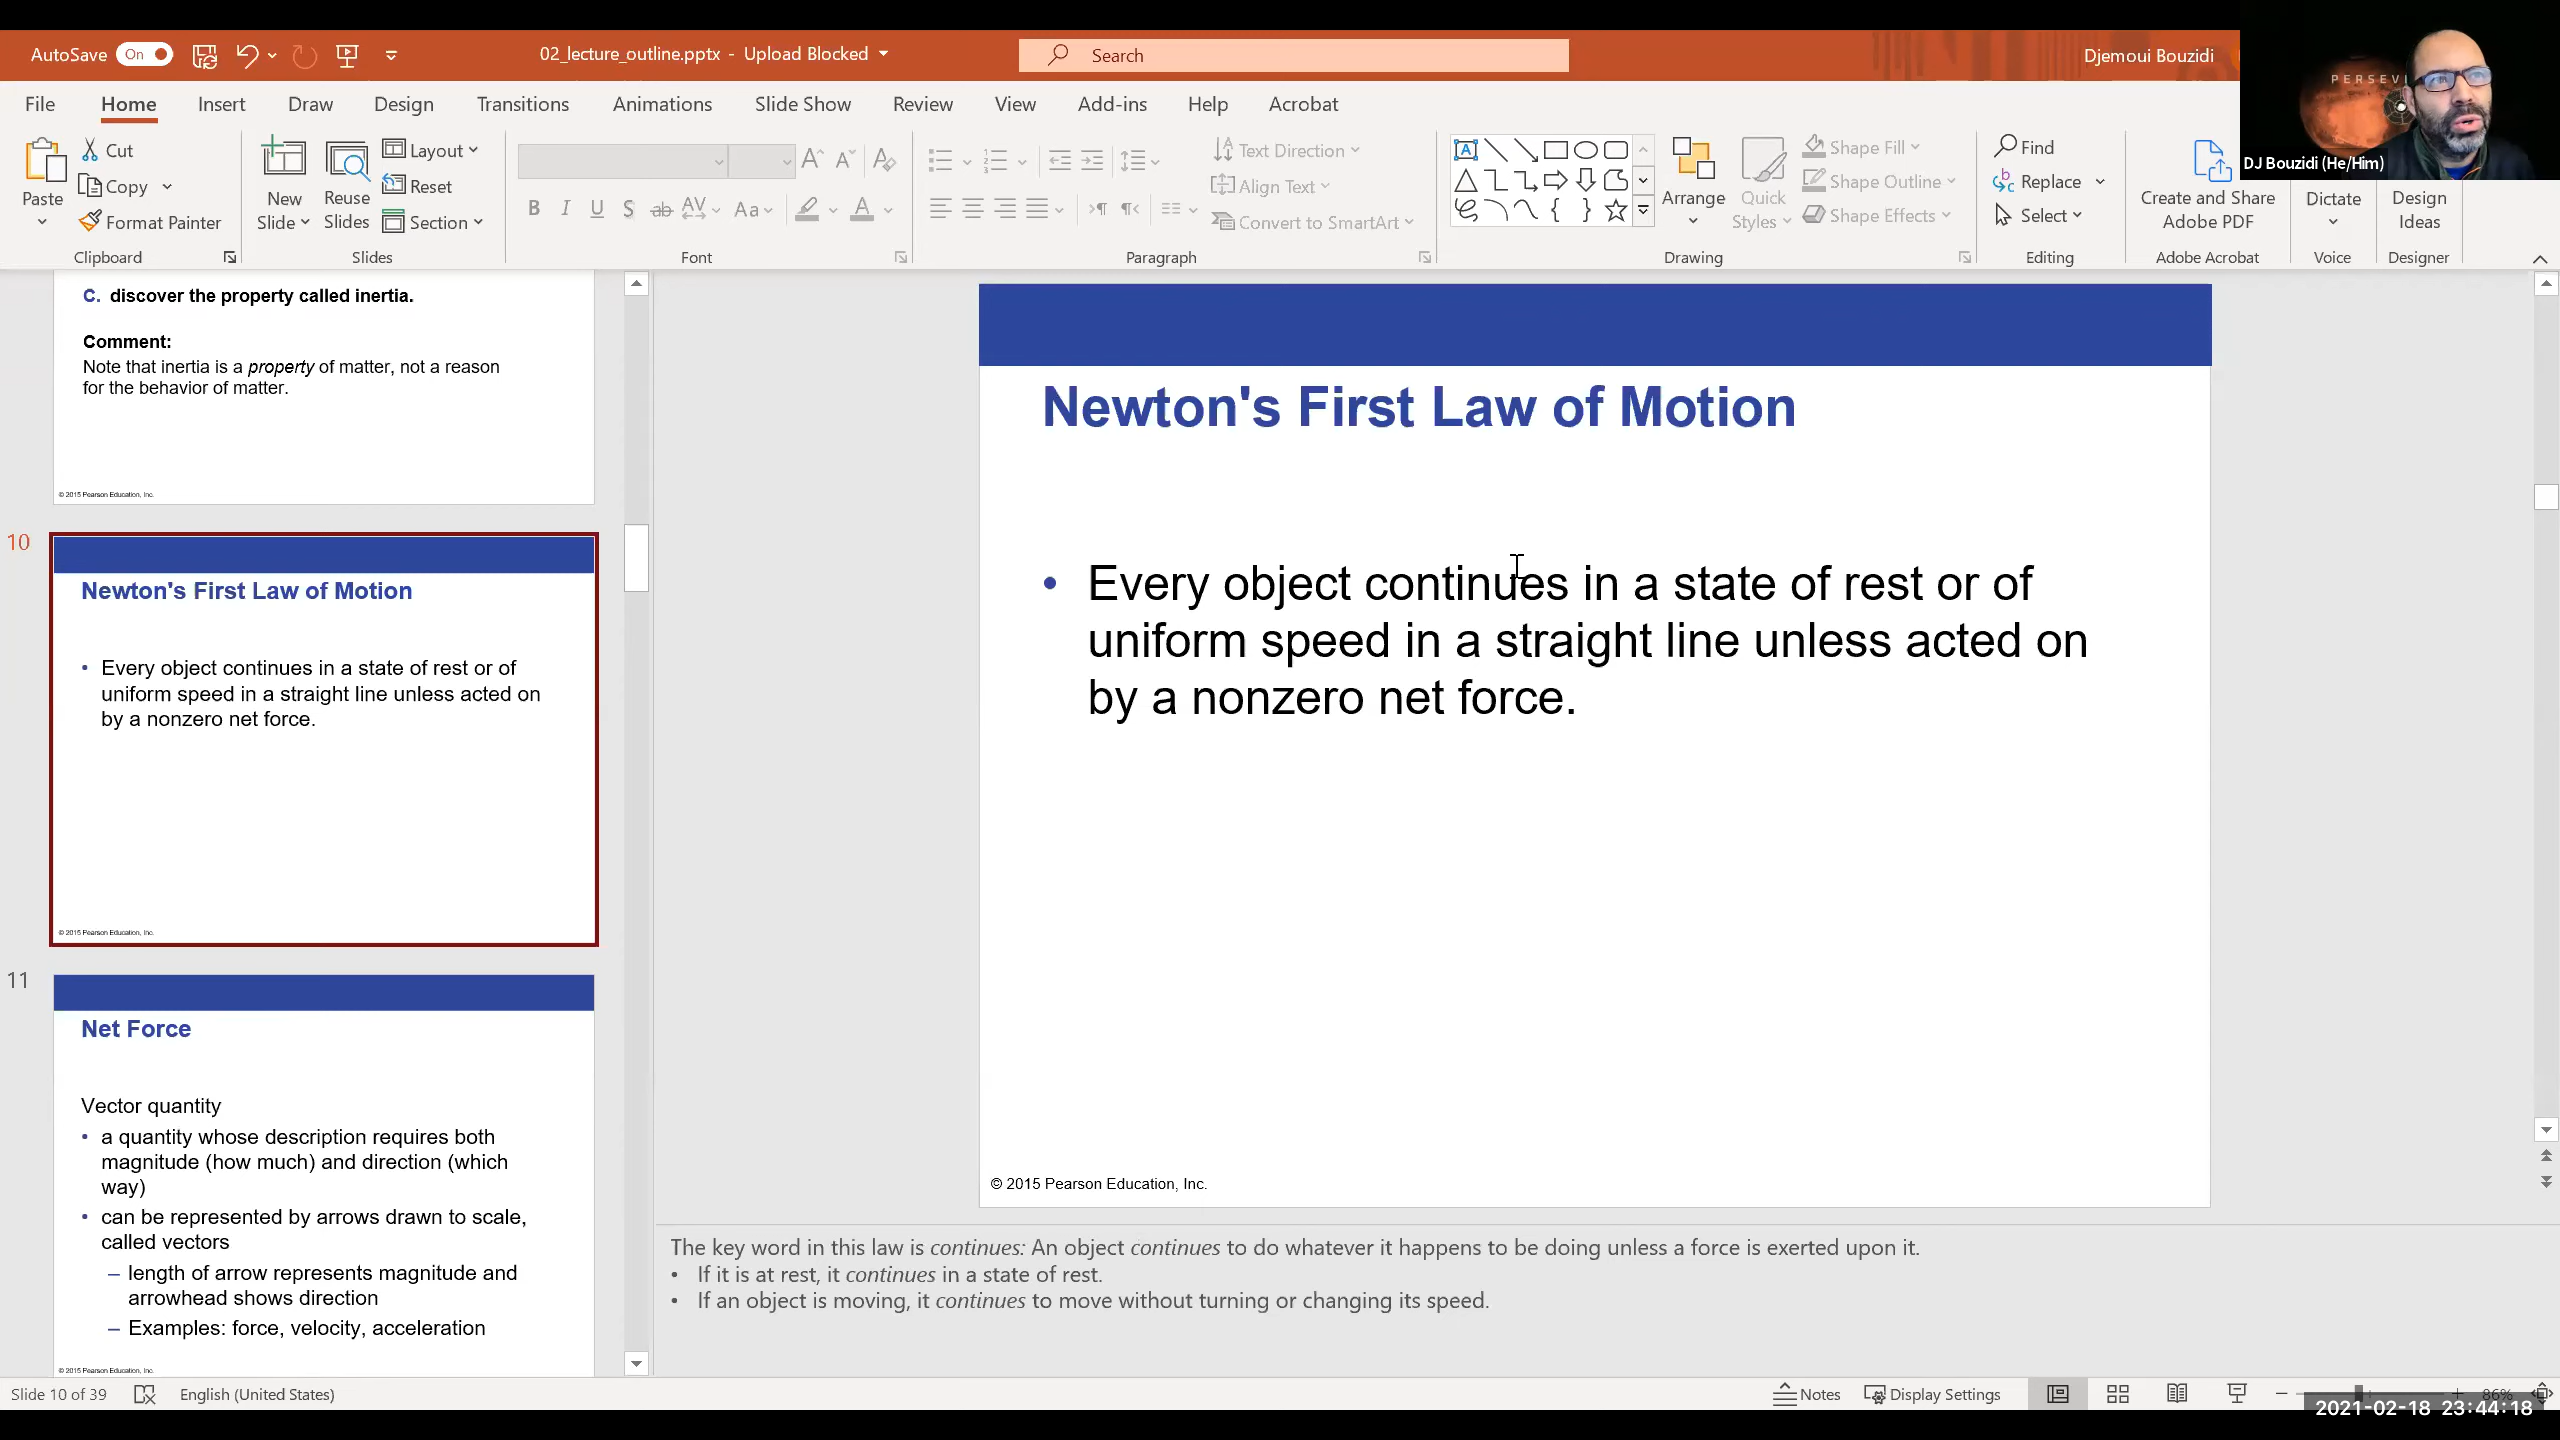 AutoSave On 02_lecture_outline.pptx - Upload Blocked Search Djemoui Bouzidi
PERSEV
DJ Bouzidi (He/Him)
File Home Insert Draw Design Transitions Animations Slide Show Review View Add-ins Help Acrobat
Paste
Cut
Copy
Format Painter
Clipboard
New
Slide
Reuse
Slides
Layout
Reset
Section
Slides
Font
Text Direction
Align Text
Convert to SmartArt
Paragraph
Arrange
Quick
Styles
Shape Fill
Shape Outline
Shape Effects
Drawing
Find
Replace
Select
Editing
Create and Share
Adobe PDF
Adobe Acrobat
Dictate
Voice
Design
Ideas
Designer
C. discover the property called inertia.
Comment:
Note that inertia is a property of matter, not a reason
for the behavior of matter.
© 2015 Pearson Education, Inc.
10
Newton's First Law of Motion
• Every object continues in a state of rest or of
uniform speed in a straight line unless acted on
by a nonzero net force.
© 2015 Pearson Education, Inc.
11
Net Force
Vector quantity
• a quantity whose description requires both
magnitude (how much) and direction (which
way)
• can be represented by arrows drawn to scale,
called vectors
– length of arrow represents magnitude and
arrowhead shows direction
– Examples: force, velocity, acceleration
© 2015 Pearson Education, Inc.
Newton's First Law of Motion
• Every object continues in a state of rest or of
uniform speed in a straight line unless acted on
by a nonzero net force.
© 2015 Pearson Education, Inc.
The key word in this law is continues: An object continues to do whatever it happens to be doing unless a force is exerted upon it.
• If it is at rest, it continues in a state of rest.
• If an object is moving, it continues to move without turning or changing its speed.
Slide 10 of 39 English (United States) Notes Display Settings 86%
2021-02-18 23:44:18